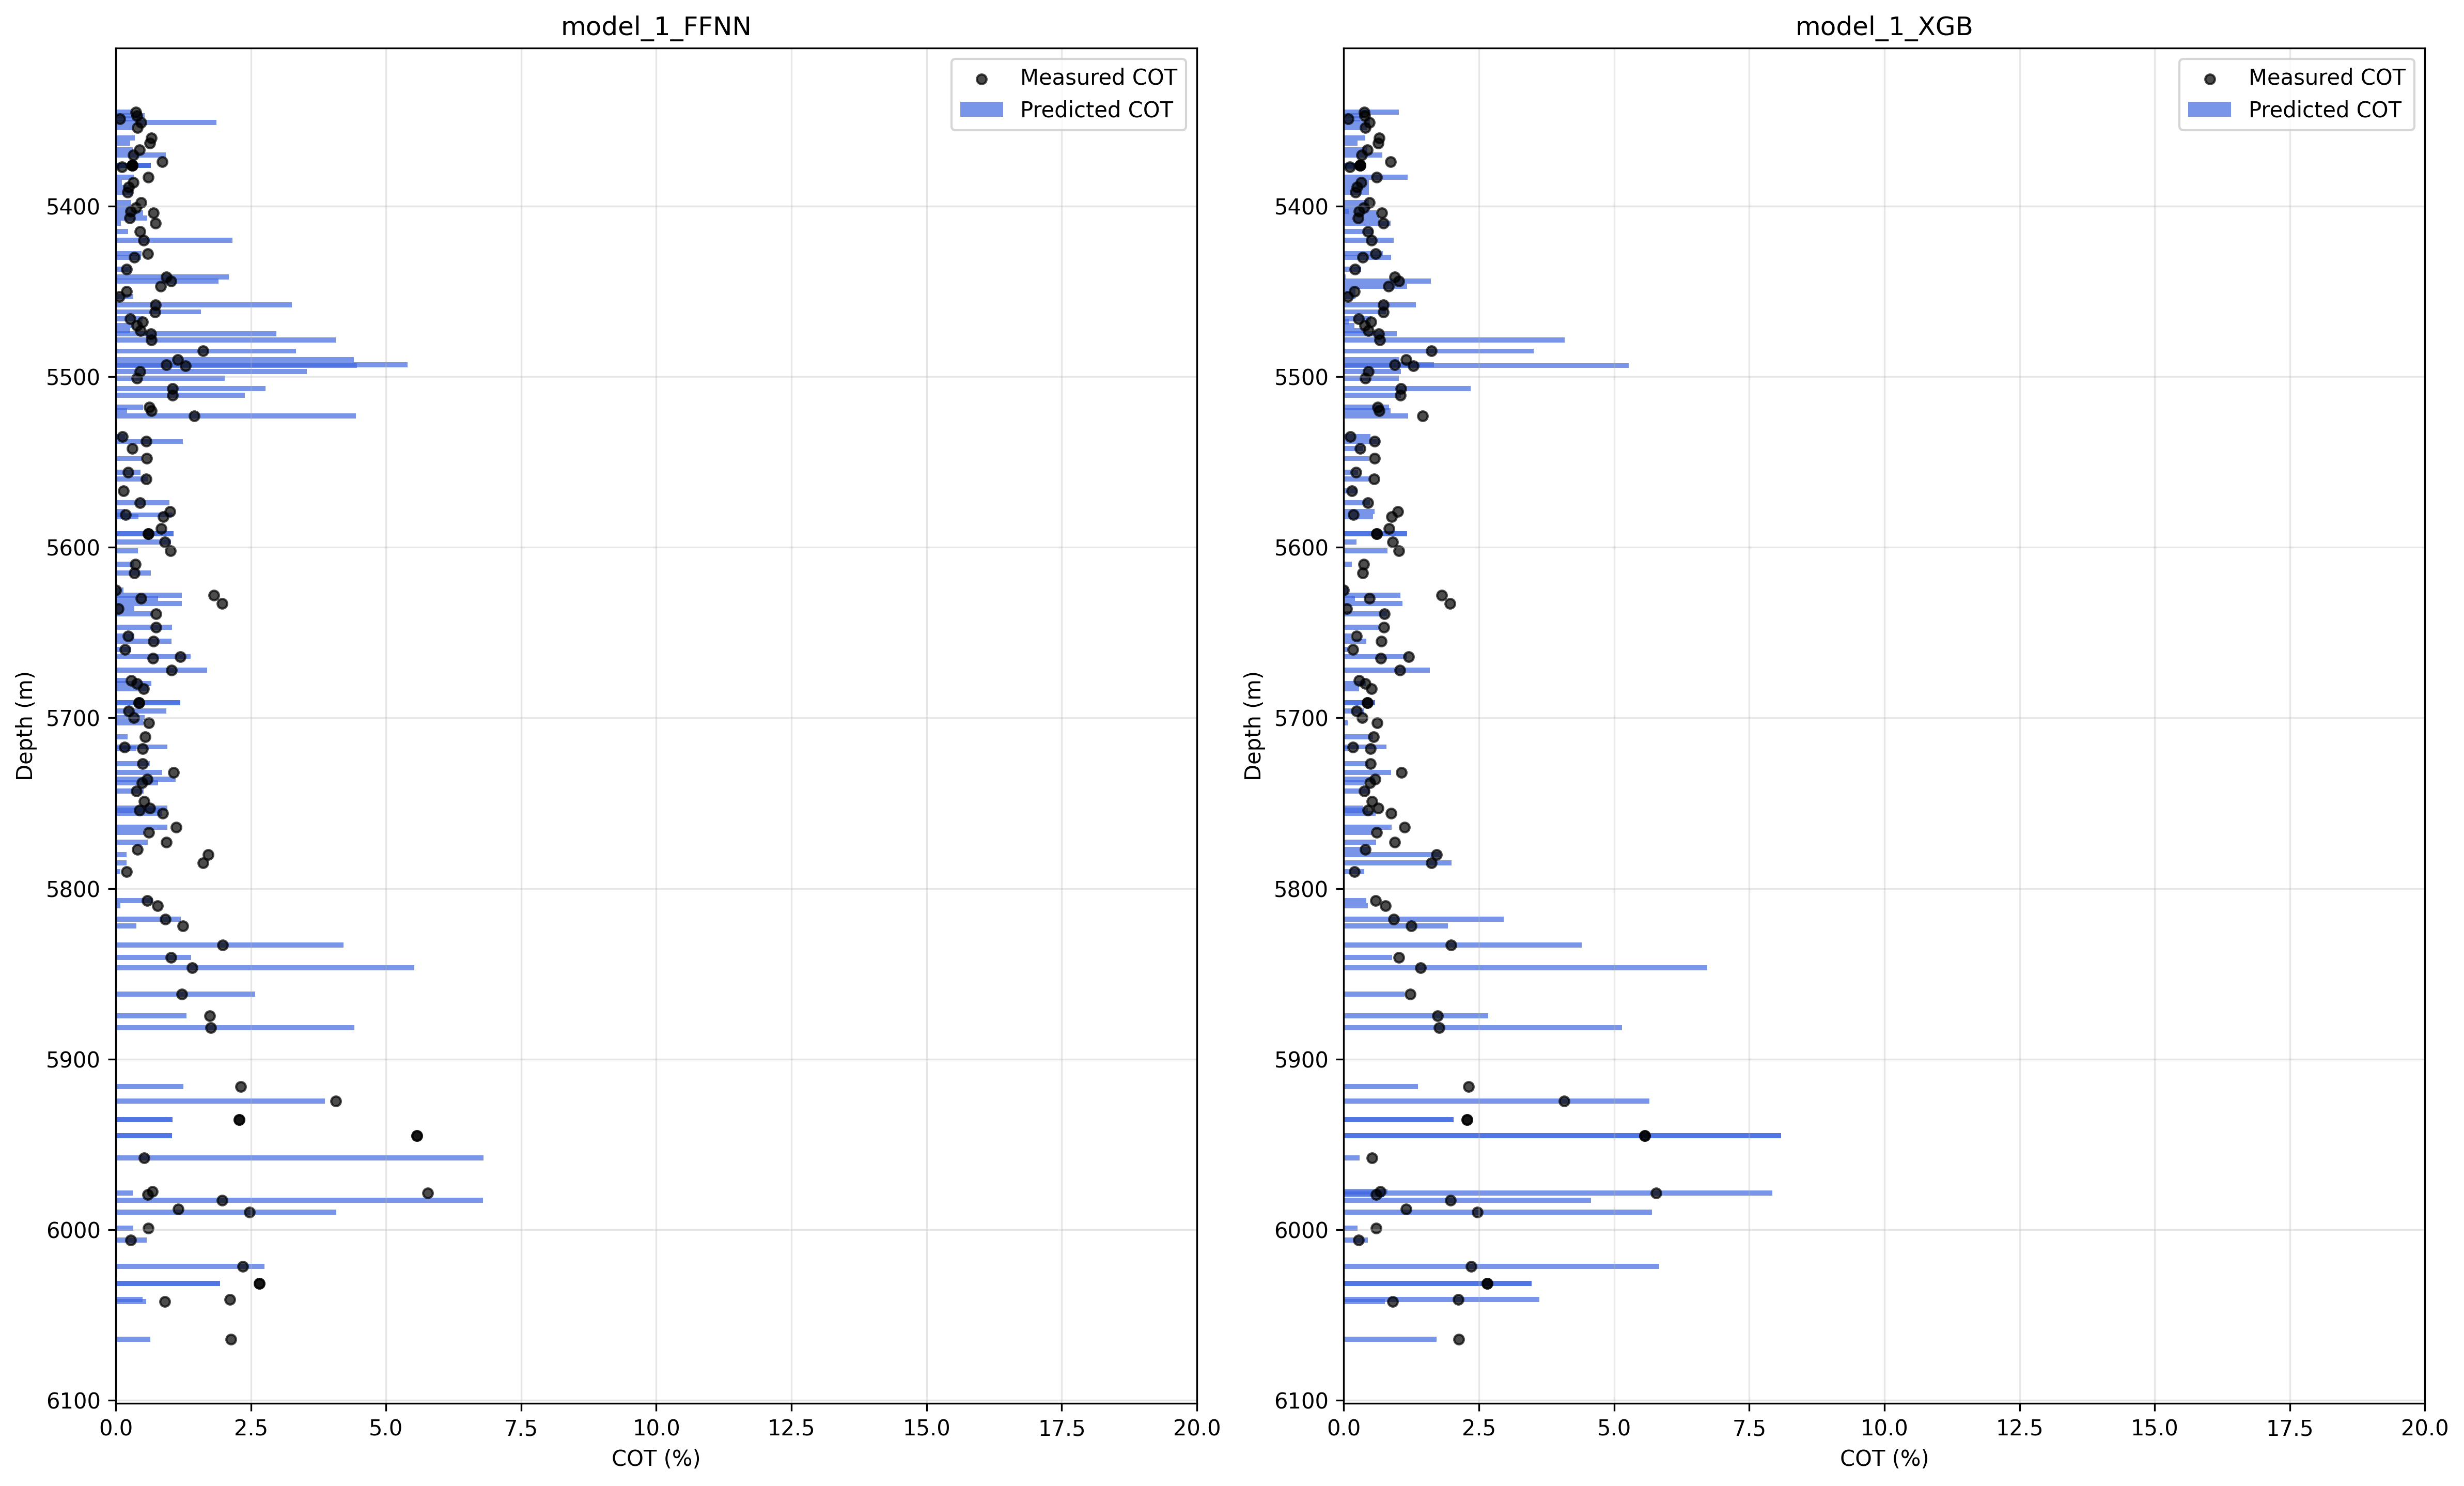 model_1_FFNN
Measured COT
Predicted COT
5400
5500
5600
5700
5800
5900
6000
6100
Depth (m)
0.0 2.5 5.0 7.5 10.0 12.5 15.0 17.5 20.0
COT (%)
model_1_XGB
Measured COT
Predicted COT
5400
5500
5600
5700
5800
5900
6000
6100
Depth (m)
0.0 2.5 5.0 7.5 10.0 12.5 15.0 17.5 20.0
COT (%)